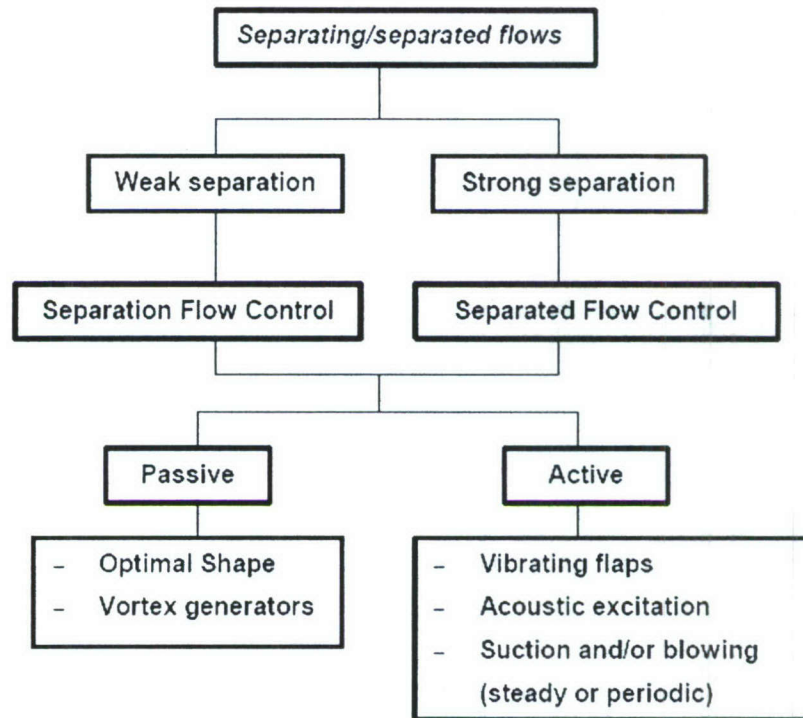 Separating/separated flows
Weak separation
Strong separation
Separation Flow Control
Separated Flow Control
Passive
Active
- Optimal Shape
- Vortex generators
- Vibrating flaps
- Acoustic excitation
- Suction and/or blowing
(steady or periodic)